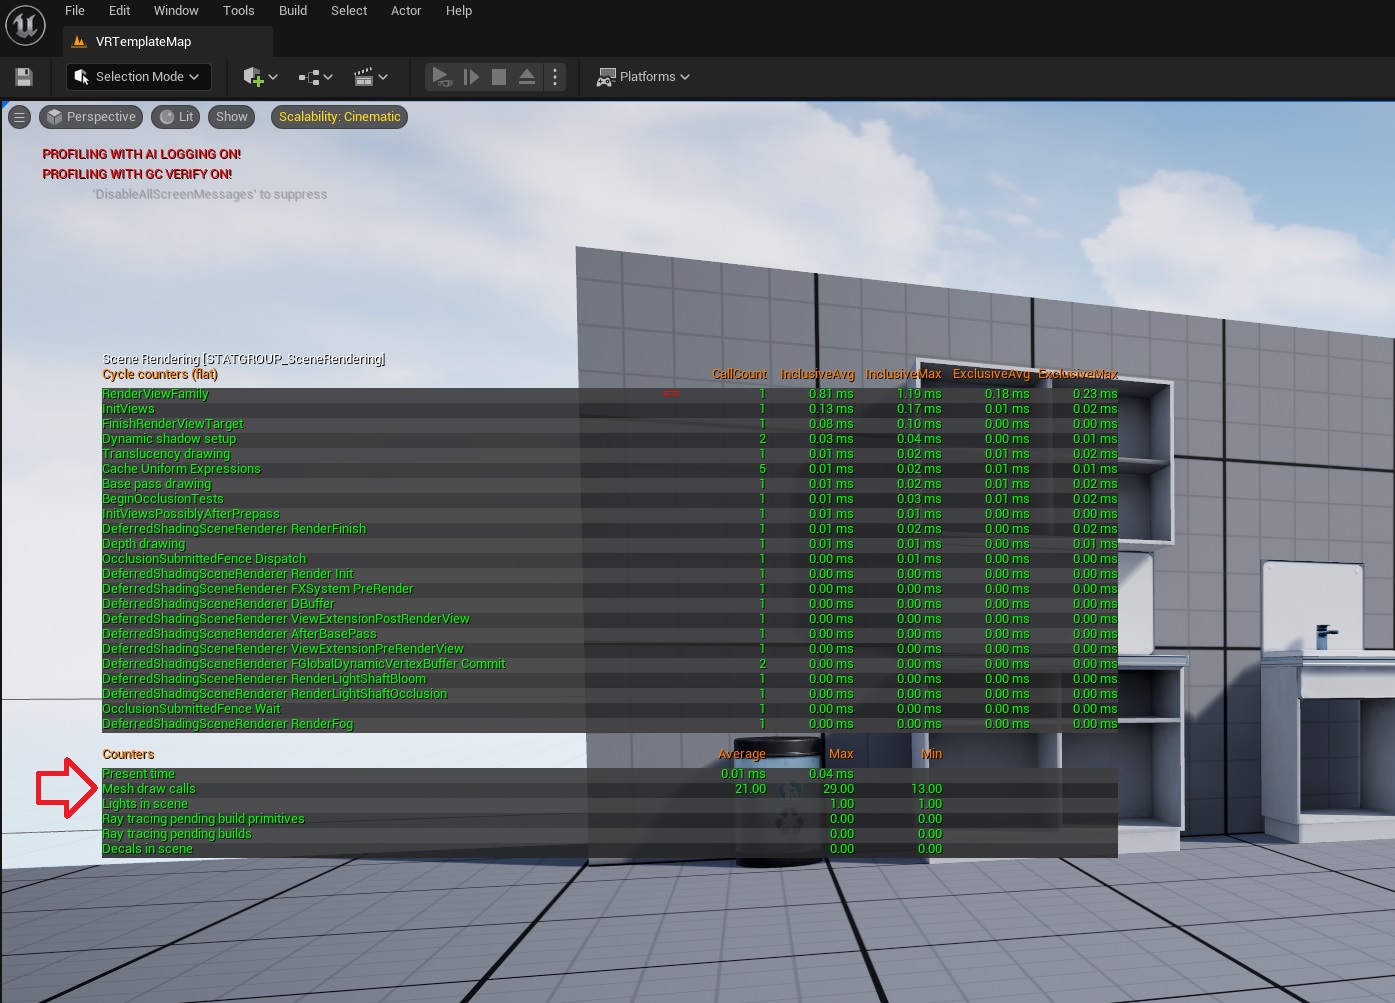 File Edit Window Tools Build Select Actor Help
VRTemplateMap
Selection Mode Platforms
Perspective Lit Show Scalability: Cinematic
PROFILING WITH AI LOGGING ON!
PROFILING WITH GC VERIFY ON!
'DisableAllScreenMessages' to suppress
Scene Rendering [STATGROUP_SceneRendering]
Cycle counters (flat) CallCount InclusiveAvg InclusiveMax ExclusiveAvg ExclusiveMax
RenderViewFamily 1 0.81 ms 1.19 ms 0.18 ms 0.23 ms
InitViews 1 0.13 ms 0.17 ms 0.01 ms 0.02 ms
FinishRenderViewTarget 1 0.08 ms 0.10 ms 0.00 ms 0.00 ms
Dynamic shadow setup 2 0.03 ms 0.04 ms 0.00 ms 0.01 ms
Translucency drawing 1 0.01 ms 0.02 ms 0.01 ms 0.02 ms
Cache Uniform Expressions 5 0.01 ms 0.02 ms 0.01 ms 0.01 ms
Base pass drawing 1 0.01 ms 0.02 ms 0.01 ms 0.02 ms
BeginOcclusionTests 1 0.01 ms 0.03 ms 0.01 ms 0.02 ms
InitViewsPossiblyAfterPrepass 1 0.01 ms 0.01 ms 0.00 ms 0.00 ms
DeferredShadingSceneRenderer RenderFinish 1 0.01 ms 0.02 ms 0.00 ms 0.02 ms
Depth drawing 1 0.01 ms 0.01 ms 0.00 ms 0.01 ms
OcclusionSubmittedFence Dispatch 1 0.00 ms 0.01 ms 0.00 ms 0.00 ms
DeferredShadingSceneRenderer Render Init 1 0.00 ms 0.00 ms 0.00 ms 0.00 ms
DeferredShadingSceneRenderer FXSystem PreRender 1 0.00 ms 0.00 ms 0.00 ms 0.00 ms
DeferredShadingSceneRenderer DBuffer 1 0.00 ms 0.00 ms 0.00 ms 0.00 ms
DeferredShadingSceneRenderer ViewExtensionPostRenderView 1 0.00 ms 0.00 ms 0.00 ms 0.00 ms
DeferredShadingSceneRenderer AfterBasePass 1 0.00 ms 0.00 ms 0.00 ms 0.00 ms
DeferredShadingSceneRenderer ViewExtensionPreRenderView 1 0.00 ms 0.00 ms 0.00 ms 0.00 ms
DeferredShadingSceneRenderer FGlobalDynamicVertexBuffer Commit 2 0.00 ms 0.00 ms 0.00 ms 0.00 ms
DeferredShadingSceneRenderer RenderLightShaftBloom 1 0.00 ms 0.00 ms 0.00 ms 0.00 ms
DeferredShadingSceneRenderer RenderLightShaftOcclusion 1 0.00 ms 0.00 ms 0.00 ms 0.00 ms
OcclusionSubmittedFence Wait 1 0.00 ms 0.00 ms 0.00 ms 0.00 ms
DeferredShadingSceneRenderer RenderFog 1 0.00 ms 0.00 ms 0.00 ms 0.00 ms
Counters Average Max Min
Present time 0.01 ms 0.04 ms
Mesh draw calls 21.00 29.00 13.00
Lights in scene 1.00 1.00
Ray tracing pending build primitives 0.00 0.00
Ray tracing pending builds 0.00 0.00
Decals in scene 0.00 0.00